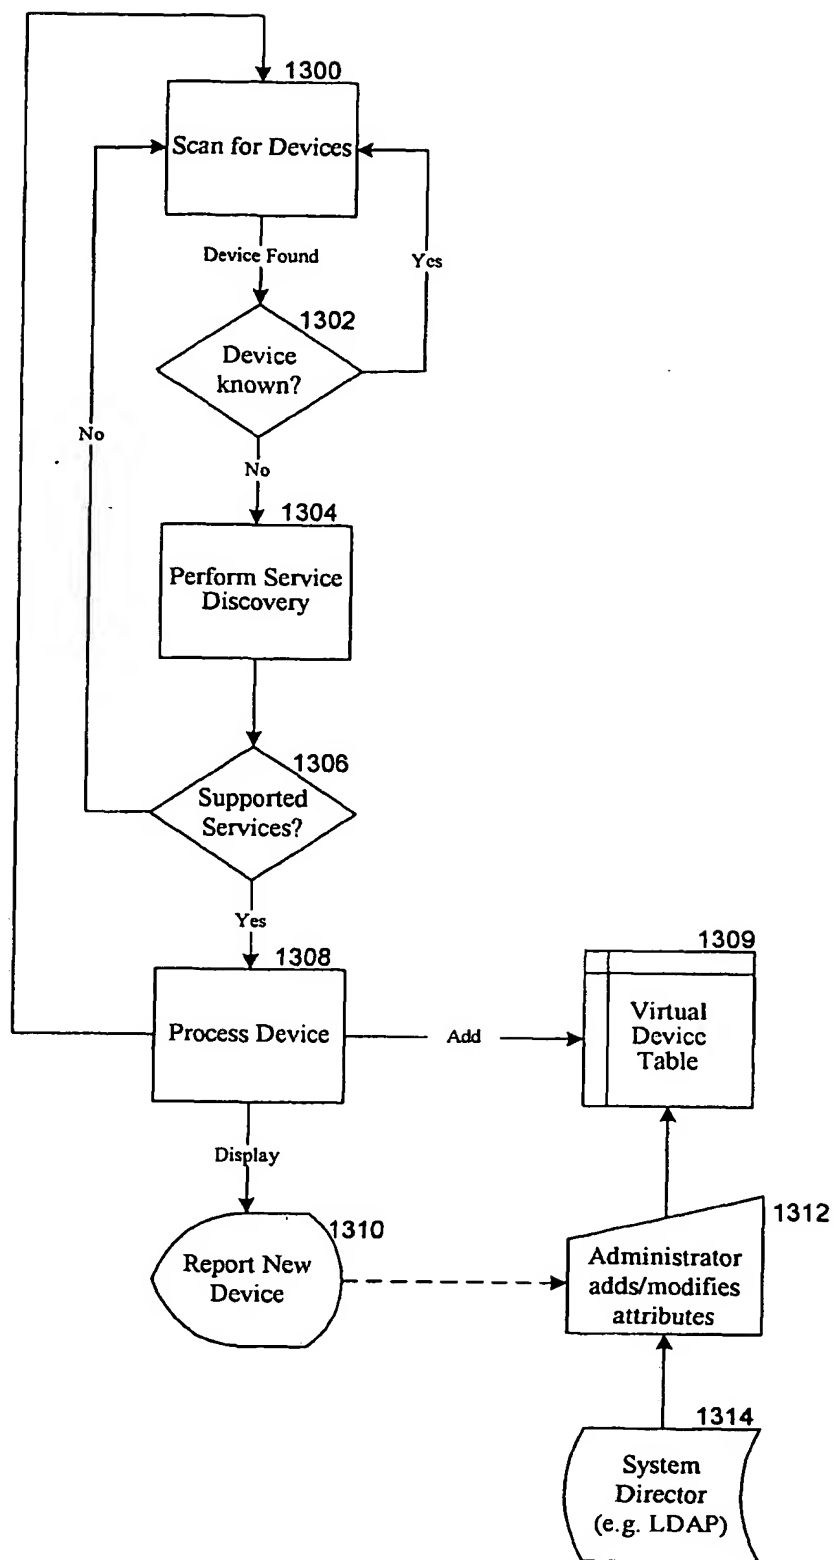 1300
Scan for Devices
Device Found
Yes
1302
Device
known?
No
No
1304
Perform Service
Discovery
1306
Supported
Services?
Yes
1308
Process Device
Add
1309
Virtual
Device
Table
Display
1310
Report New
Device
1312
Administrator
adds/modifies
attributes
1314
System
Director
(e.g. LDAP)